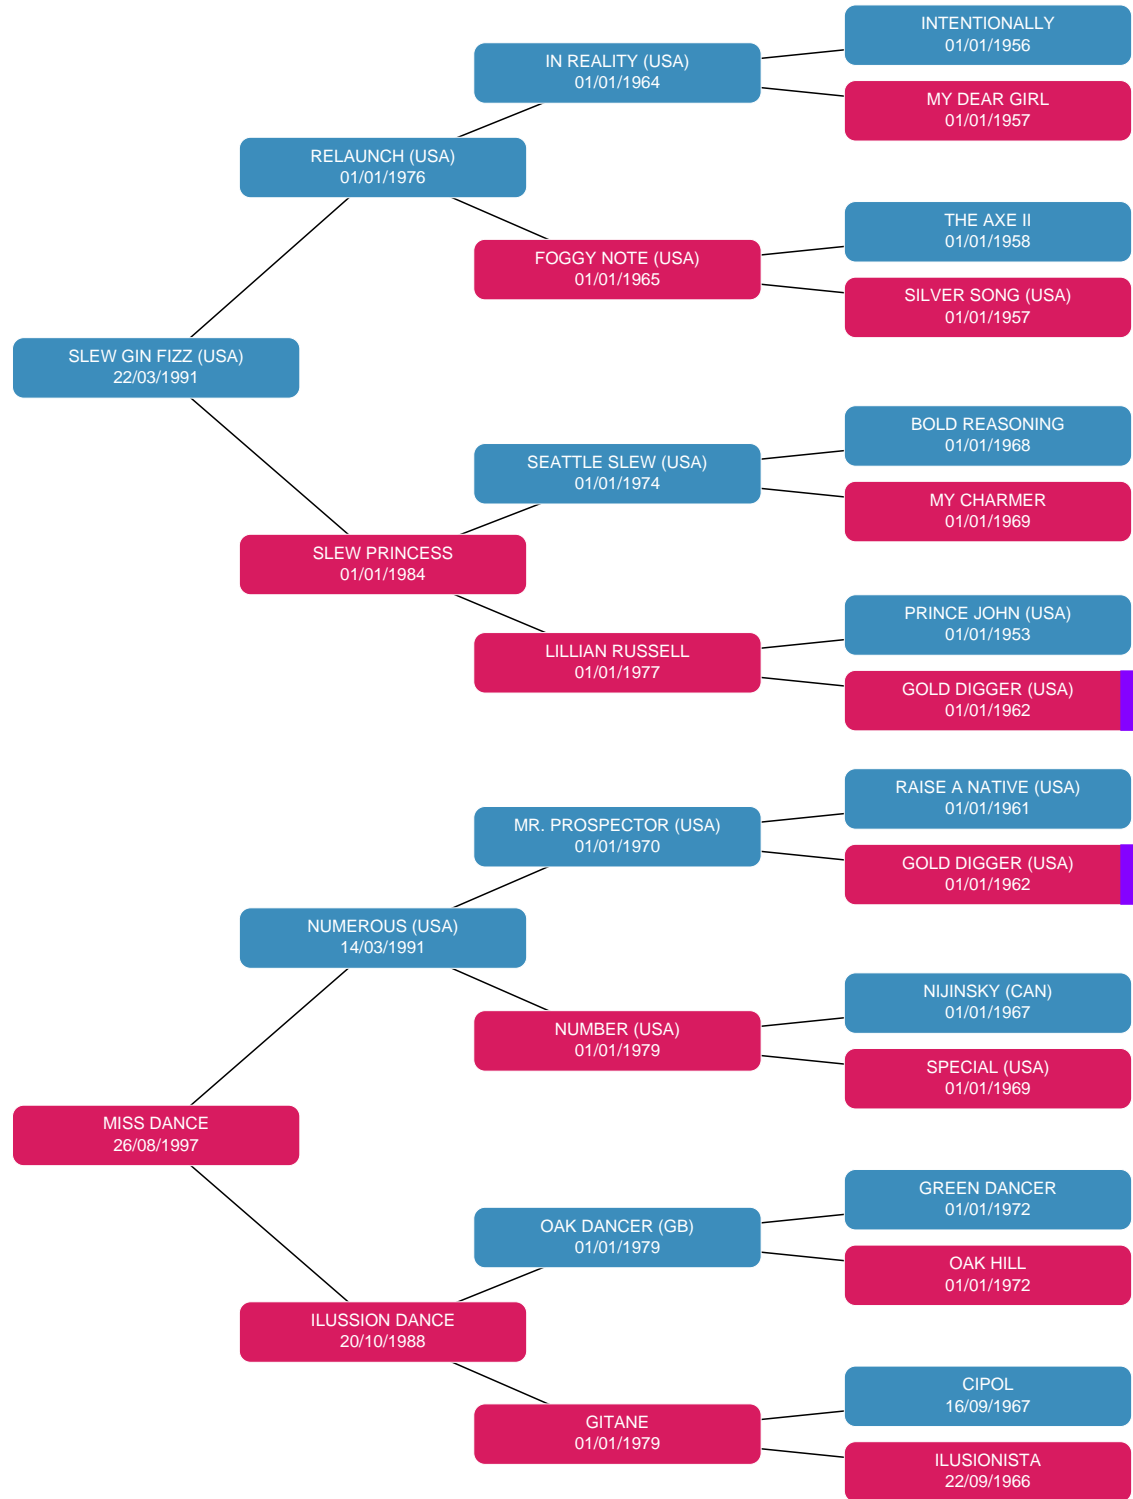 INTENTIONALLY
01/01/1956
IN REALITY (USA)
01/01/1964
MY DEAR GIRL
01/01/1957
RELAUNCH (USA)
01/01/1976
THE AXE II
01/01/1958
FOGGY NOTE (USA)
01/01/1965
SILVER SONG (USA)
01/01/1957
SLEW GIN FIZZ (USA)
22/03/1991
BOLD REASONING
01/01/1968
SEATTLE SLEW (USA)
01/01/1974
MY CHARMER
01/01/1969
SLEW PRINCESS
01/01/1984
PRINCE JOHN (USA)
01/01/1953
LILLIAN RUSSELL
01/01/1977
GOLD DIGGER (USA)
01/01/1962
RAISE A NATIVE (USA)
01/01/1961
MR. PROSPECTOR (USA)
01/01/1970
GOLD DIGGER (USA)
01/01/1962
NUMEROUS (USA)
14/03/1991
NIJINSKY (CAN)
01/01/1967
NUMBER (USA)
01/01/1979
SPECIAL (USA)
01/01/1969
MISS DANCE
26/08/1997
GREEN DANCER
01/01/1972
OAK DANCER (GB)
01/01/1979
OAK HILL
01/01/1972
ILUSSION DANCE
20/10/1988
CIPOL
16/09/1967
GITANE
01/01/1979
ILUSIONISTA
22/09/1966